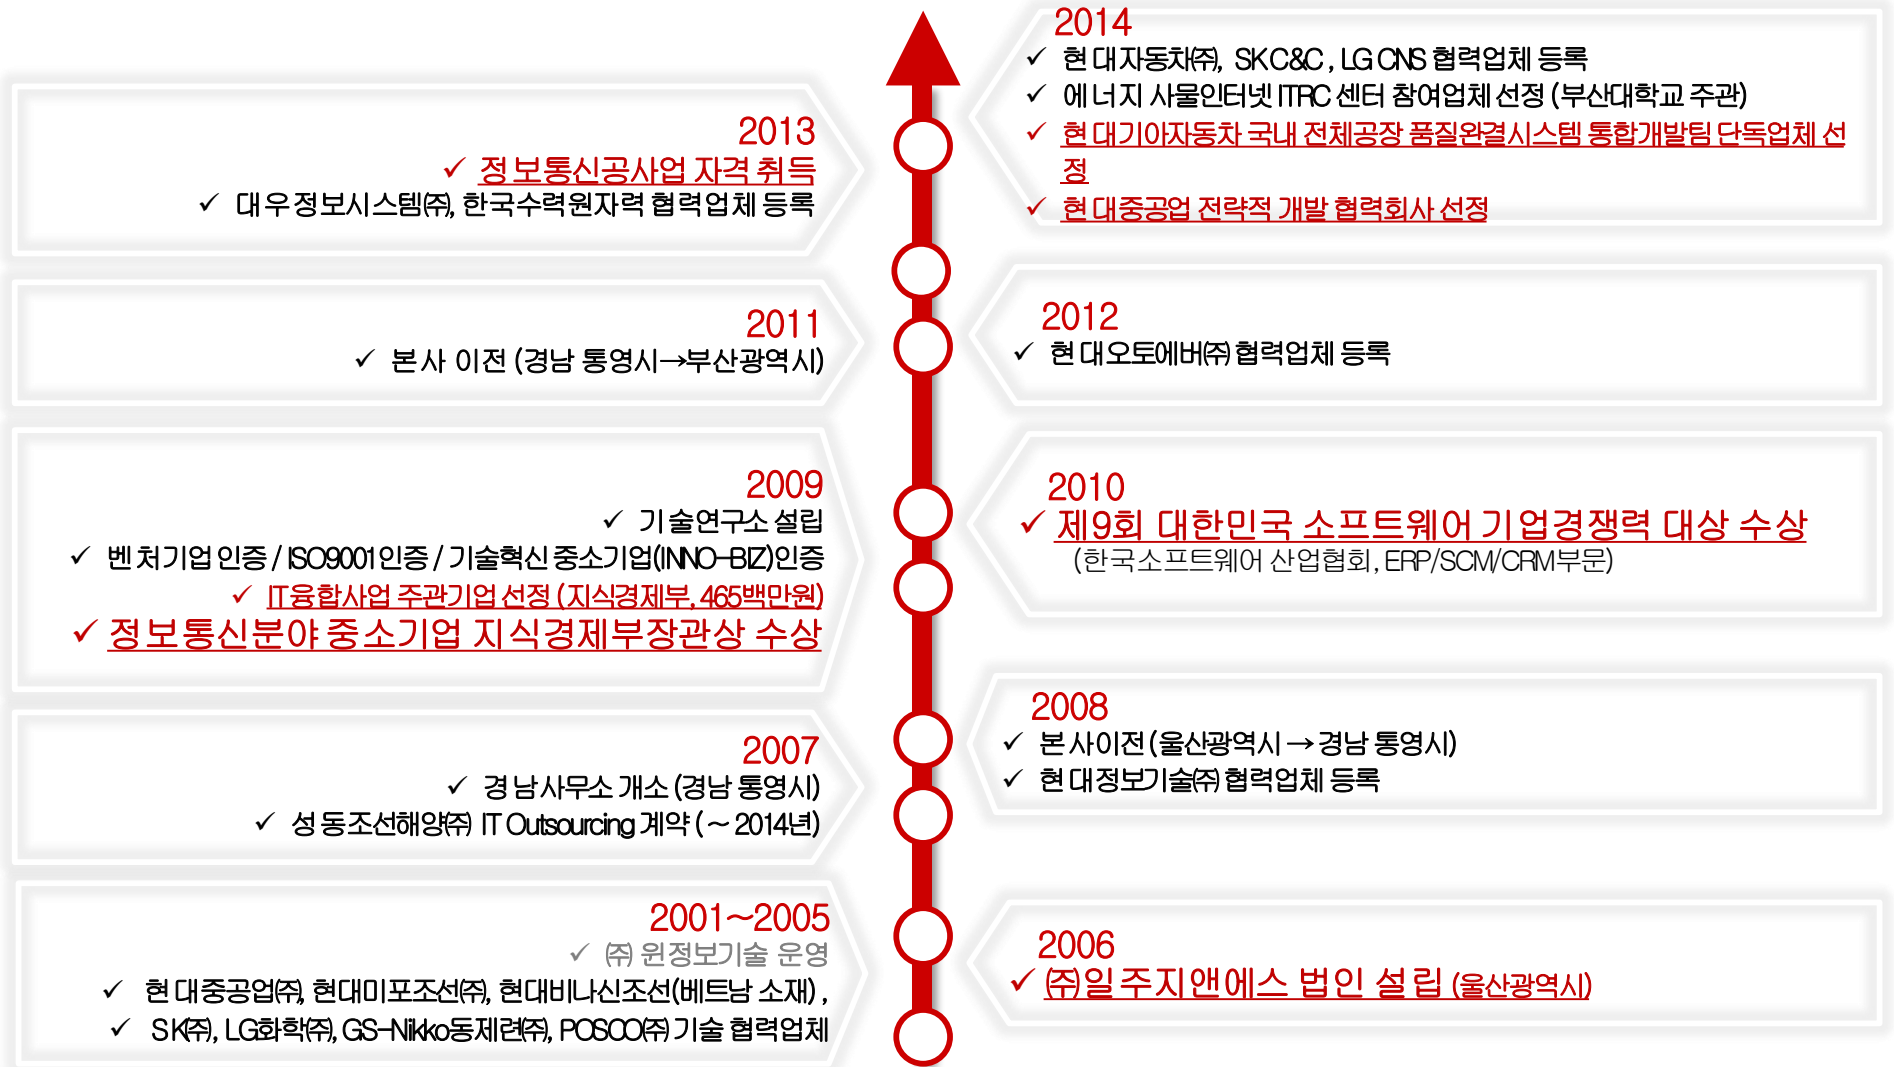 2014
✓ 현대자동차㈜, SK C&C , LG CNS 협력업체 등록
✓ 에너지 사물인터넷 ITRC 센터 참여업체 선정 (부산대학교 주관)
✓ 현대기아자동차 국내 전체공장 품질완결시스템 통합개발팀 단독업체 선
정
✓ 현대중공업 전략적 개발 협력회사 선정
2013
✓ 정보통신공사업 자격 취득
✓ 대우정보시스템㈜, 한국수력원자력 협력업체 등록
2012
✓ 현대오토에버㈜ 협력업체 등록
2011
✓ 본사 이전 (경남 통영시→부산광역시)
2010
✓ 제9회 대한민국 소프트웨어 기업경쟁력 대상 수상
(한국소프트웨어 산업협회, ERP/SCM/CRM부문)
2009
✓ 기술연구소 설립
✓ 벤처기업 인증 / ISO9001 인증 / 기술혁신 중소기업(INNO-BIZ)인증
✓ IT융합사업 주관기업 선정 (지식경제부, 465백만원)
✓ 정보통신분야 중소기업 지식경제부장관상 수상
2008
✓ 본사이전 (울산광역시 → 경남 통영시)
✓ 현대정보기술㈜ 협력업체 등록
2007
✓ 경남사무소 개소 (경남 통영시)
✓ 성동조선해양㈜ IT Outsourcing 계약 (~ 2014년)
2006
✓ ㈜일주지앤에스 법인 설립 (울산광역시)
2001~2005
✓ ㈜ 윈정보기술 운영
✓ 현대중공업㈜, 현대미포조선㈜, 현대비나신조선(베트남 소재) ,
✓ SK㈜, LG화학㈜, GS-Nikko동제련㈜, POSCO㈜ 기술 협력업체